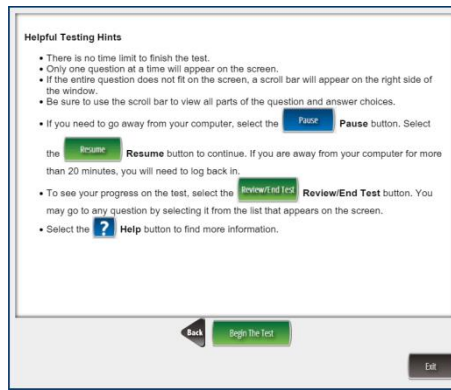 Helpful Testing Hints
• There is no time limit to finish the test.
• Only one question at a time will appear on the screen.
• If the entire question does not fit on the screen, a scroll bar will appear on the right side of
the window.
• Be sure to use the scroll bar to view all parts of the question and answer choices.
• If you need to go away from your computer, select the Pause Pause button. Select
the Resume Resume button to continue. If you are away from your computer for more
than 20 minutes, you will need to log back in.
• To see your progress on the test, select the Review/End Test Review/End Test button. You
may go to any question by selecting it from the list that appears on the screen.
• Select the ? Help button to find more information.
Back Begin The Test
Exit